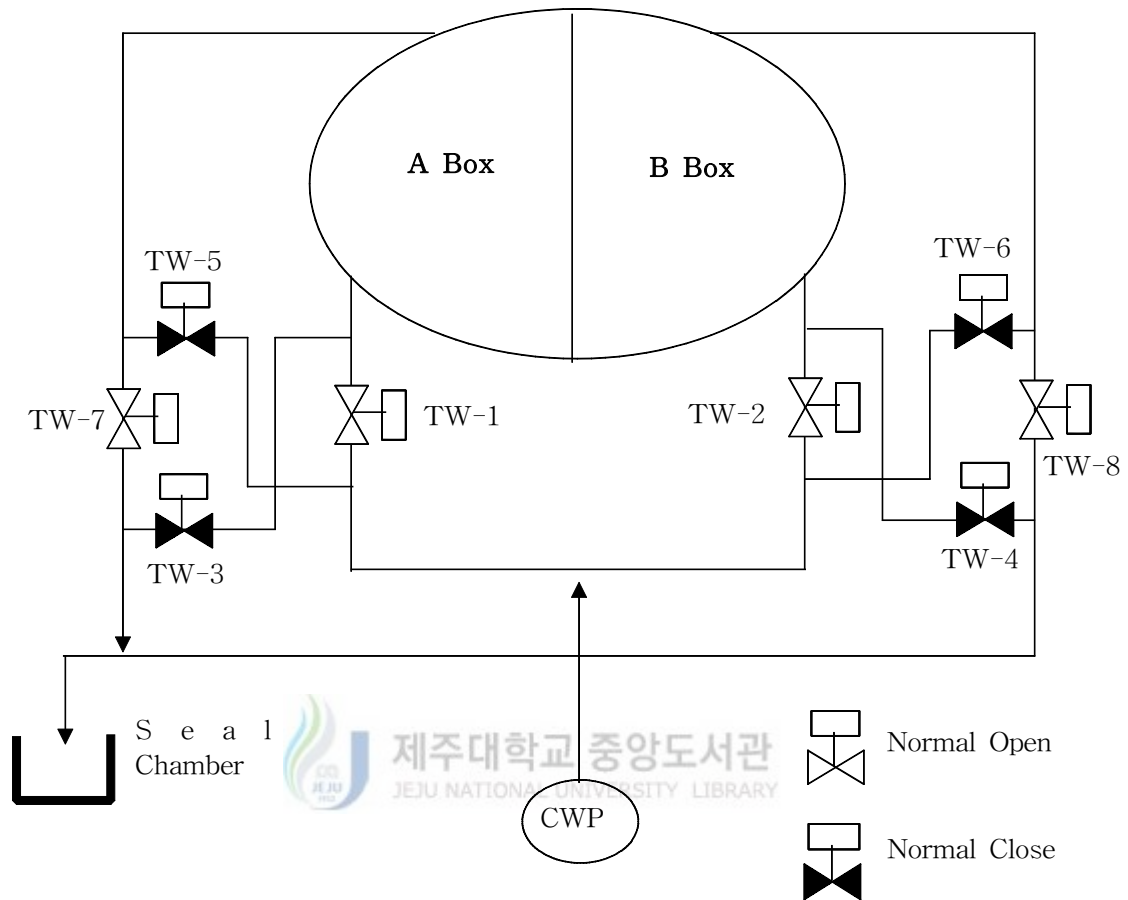 A Box
B Box
TW-5
TW-6
TW-7
TW-1
TW-2
TW-8
TW-3
TW-4
Seal
Chamber
제주대학교 중앙도서관
JEJU NATIONAL UNIVERSITY LIBRARY
JEJU
CWP
Normal Open
Normal Close